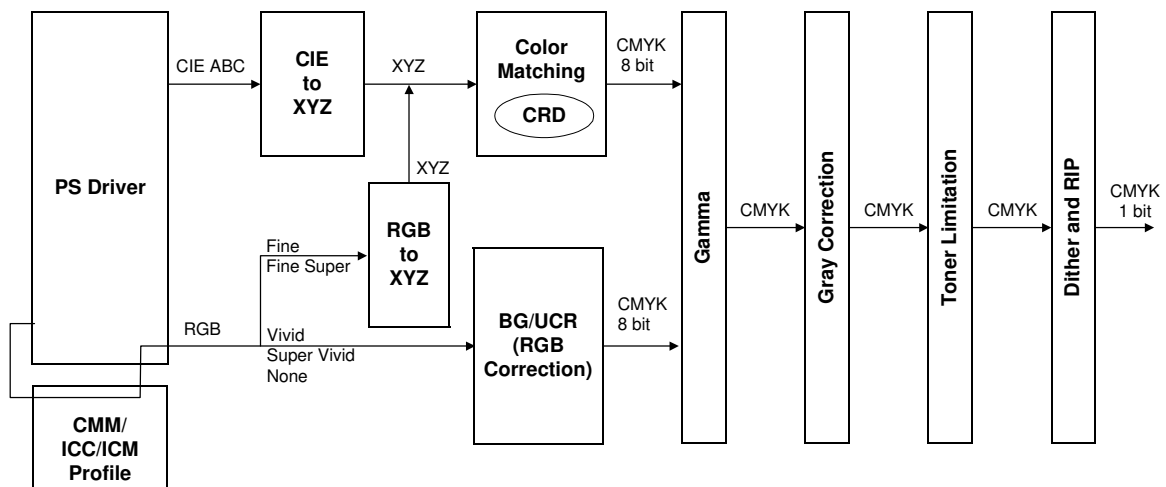 PS Driver
CIE ABC
CIE
to
XYZ
XYZ
Color
Matching
CRD
CMYK
8 bit
XYZ
RGB
to
XYZ
Fine
Fine Super
RGB
Vivid
Super Vivid
None
BG/UCR
(RGB
Correction)
CMYK
8 bit
CMM/
ICC/ICM
Profile
Gamma
CMYK
Gray Correction
CMYK
Toner Limitation
CMYK
Dither and RIP
CMYK
1 bit